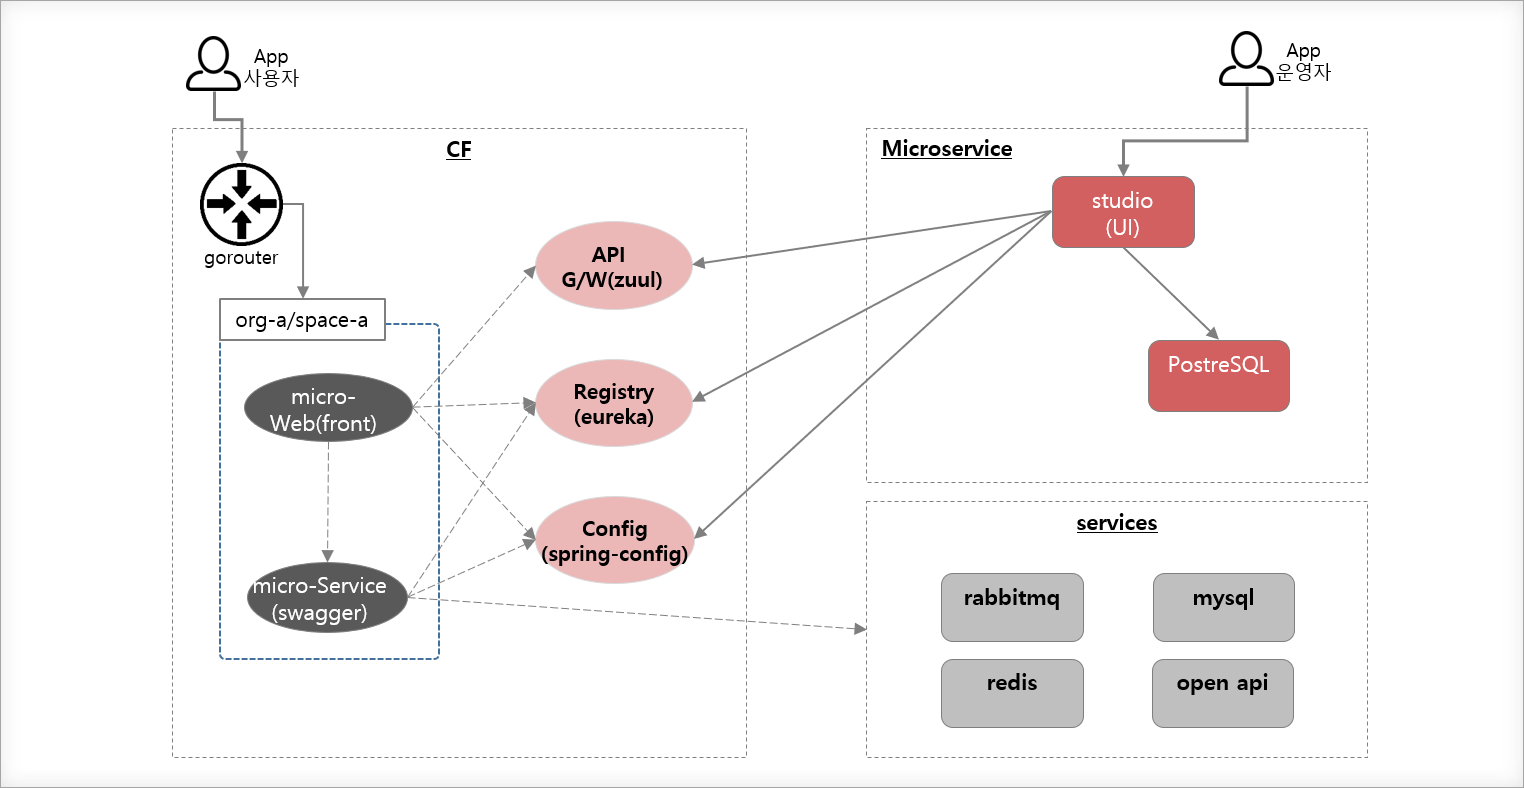 App
사용자
App
운영자
CF
Microservice
gorouter
org-a/space-a
micro-
Web(front)
micro-Service
(swagger)
API
G/W(zuul)
Registry
(eureka)
Config
(spring-config)
studio
(UI)
PostreSQL
services
rabbitmq
mysql
redis
open api